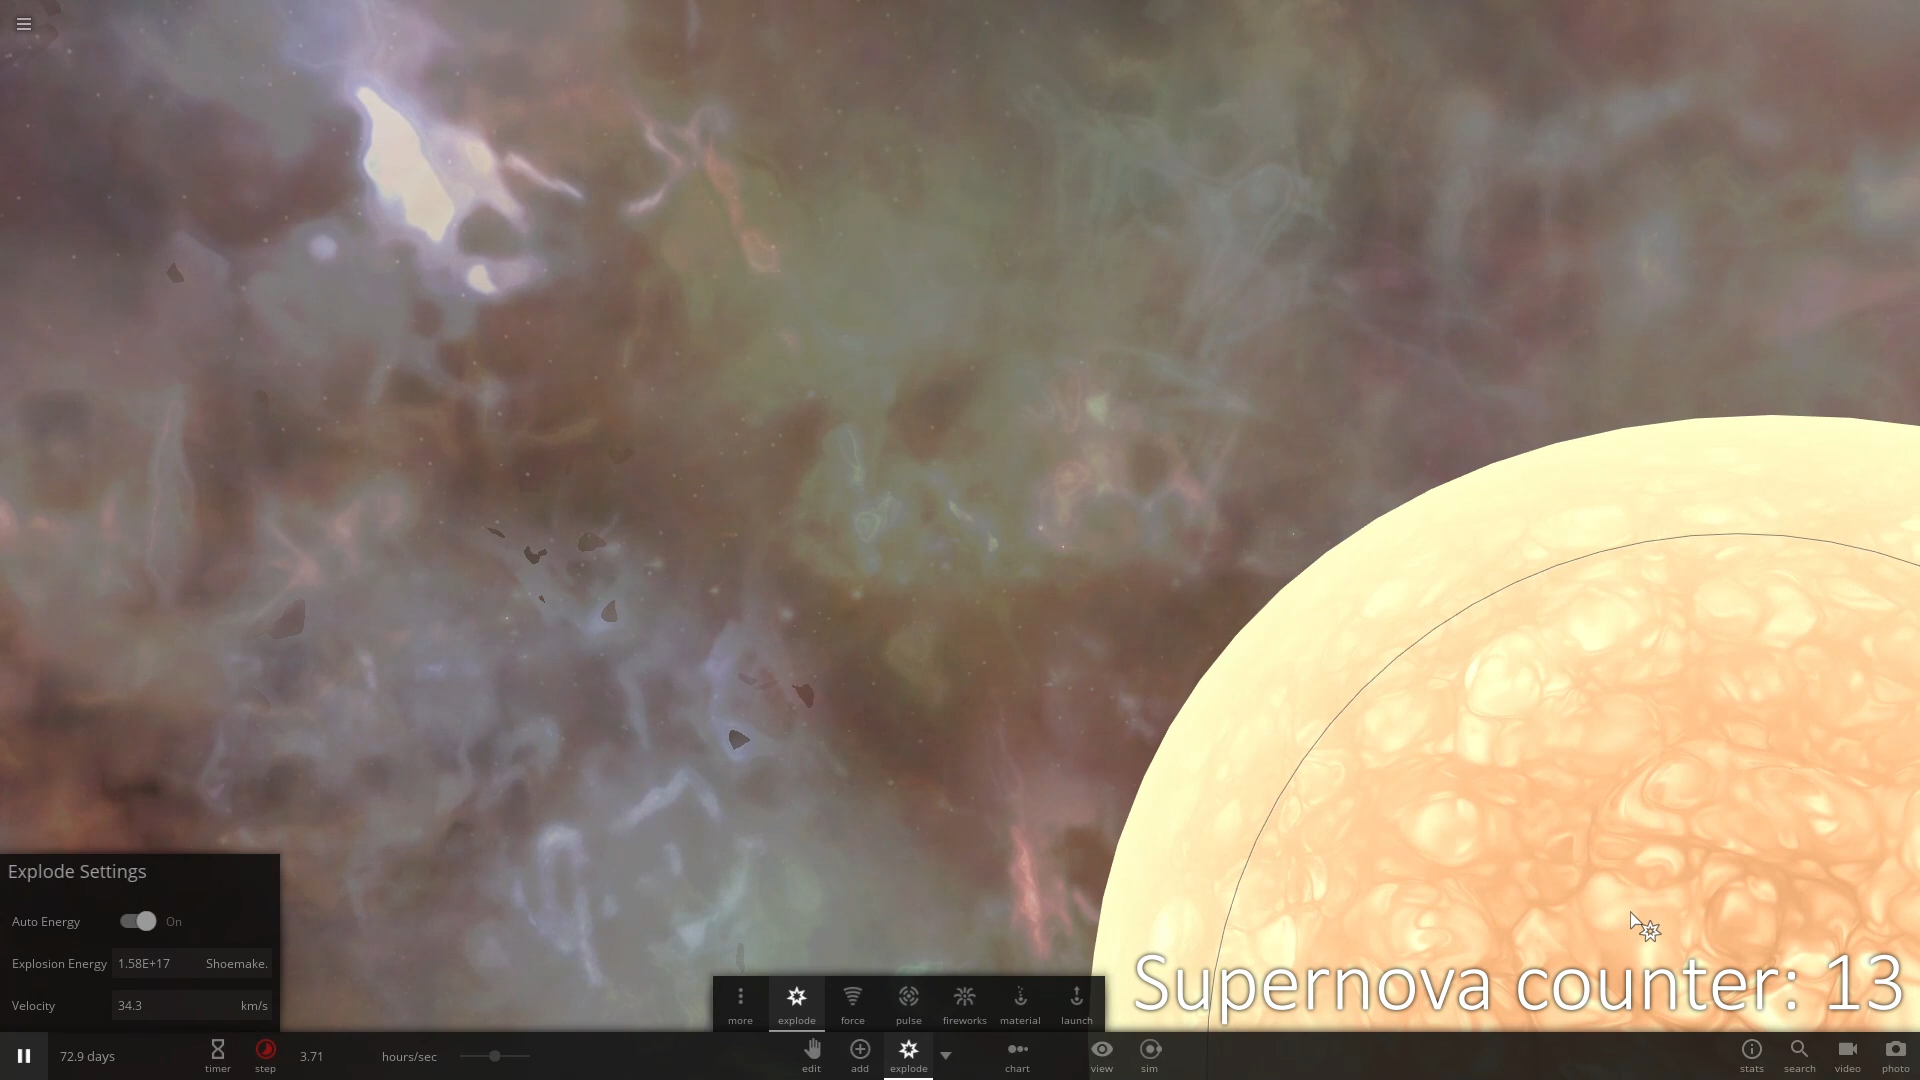 Explode Settings
Auto Energy On
Explosion Energy 1.58E+17 Shoemake.
Velocity 34.3 km/s
more explode force pulse fireworks material launch
Supernova counter: 13
72.9 days timer step 3.71 hours/sec edit add explode chart view sim stats search video photo